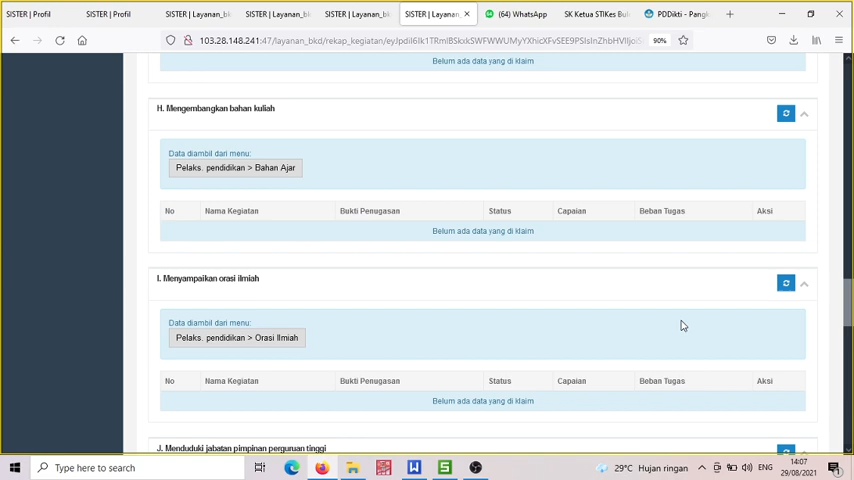 SISTER | Profil
SISTER | Profil
SISTER | Layanan_bk
SISTER | Layanan_bk
SISTER | Layanan_bk
SISTER | Layanan_
(64) WhatsApp
SK Ketua STIKes Bu
PDDikti - Pangk
103.28.148.241:47/layanan_bkd/rekap_kegiatan/
90%
Belum ada data yang di klaim
H. Mengembangkan bahan kuliah
Data diambil dari menu:
Pelaks. pendidikan > Bahan Ajar
No Nama Kegiatan Bukti Penugasan Status Capaian Beban Tugas Aksi
Belum ada data yang di klaim
I. Menyampaikan orasi ilmiah
Data diambil dari menu:
Pelaks. pendidikan > Orasi Ilmiah
No Nama Kegiatan Bukti Penugasan Status Capaian Beban Tugas Aksi
Belum ada data yang di klaim
J. Menduduki jabatan pimpinan perguruan tinggi
Type here to search
29°C Hujan ringan
ENG
14:07
29/08/2021
1